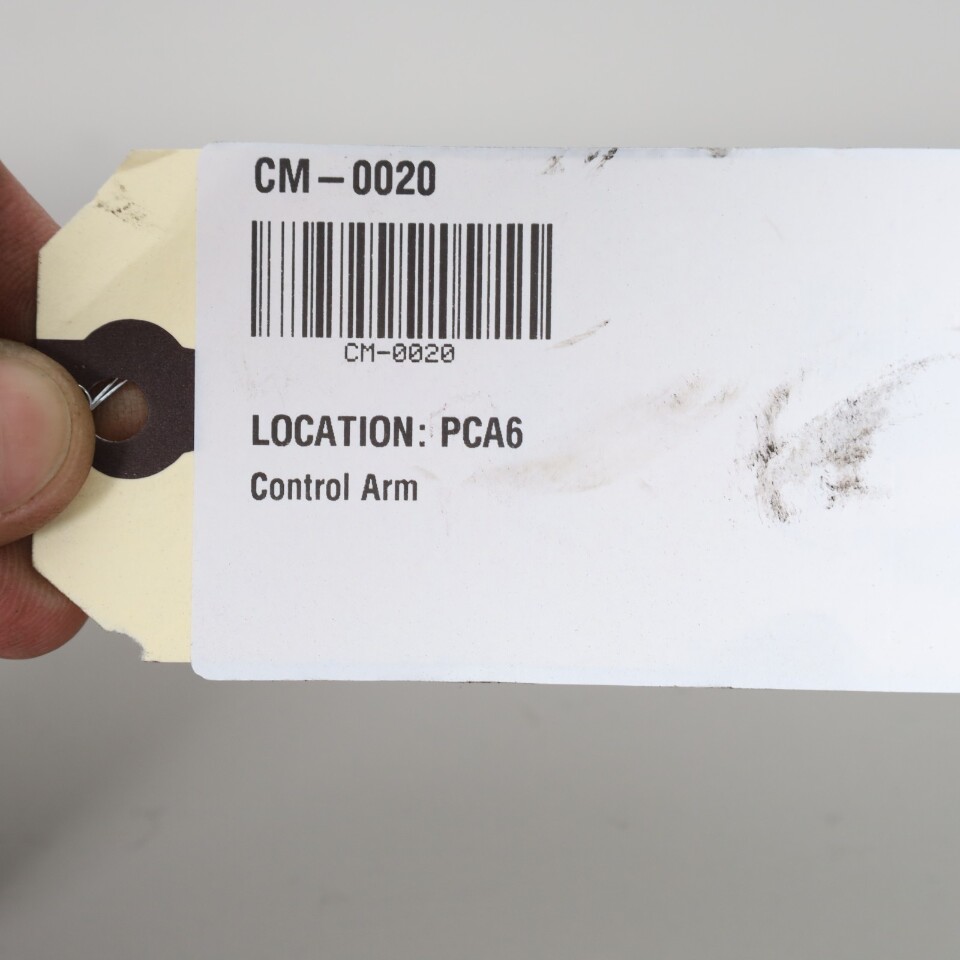 CM-0020
CM-0020
LOCATION: PCA6
Control Arm